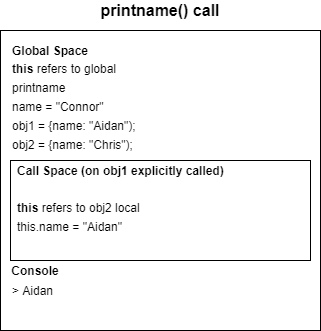 printname() call
Global Space
this refers to global
printname
name = "Connor"
obj1 = {name: "Aidan");
obj2 = {name: "Chris");
Call Space (on obj1 explicitly called)
this refers to obj2 local
this.name = "Aidan"
Console
> Aidan